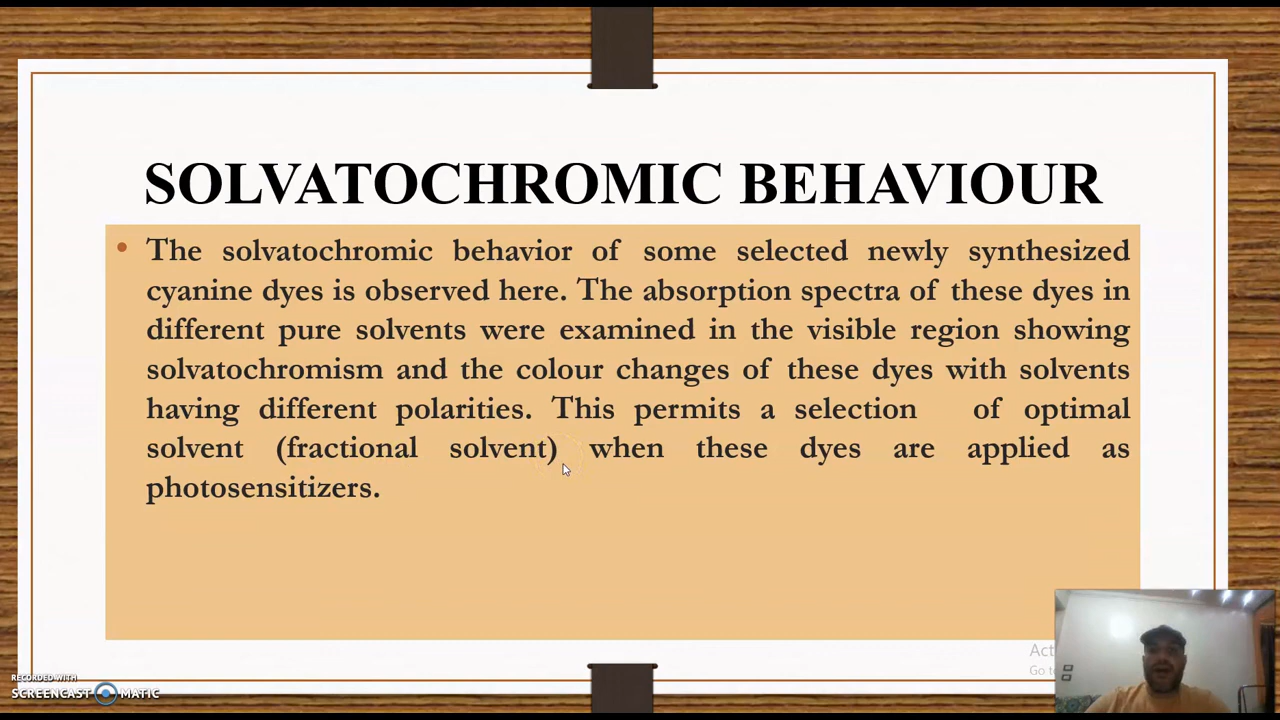 SOLVATOCHROMIC BEHAVIOUR
• The solvatochromic behavior of some selected newly synthesized
cyanine dyes is observed here. The absorption spectra of these dyes in
different pure solvents were examined in the visible region showing
solvatochromism and the colour changes of these dyes with solvents
having different polarities. This permits a selection of optimal
solvent (fractional solvent) when these dyes are applied as
photosensitizers.
Act
Go t
RECORDED WITH
SCREENCAST MATIC